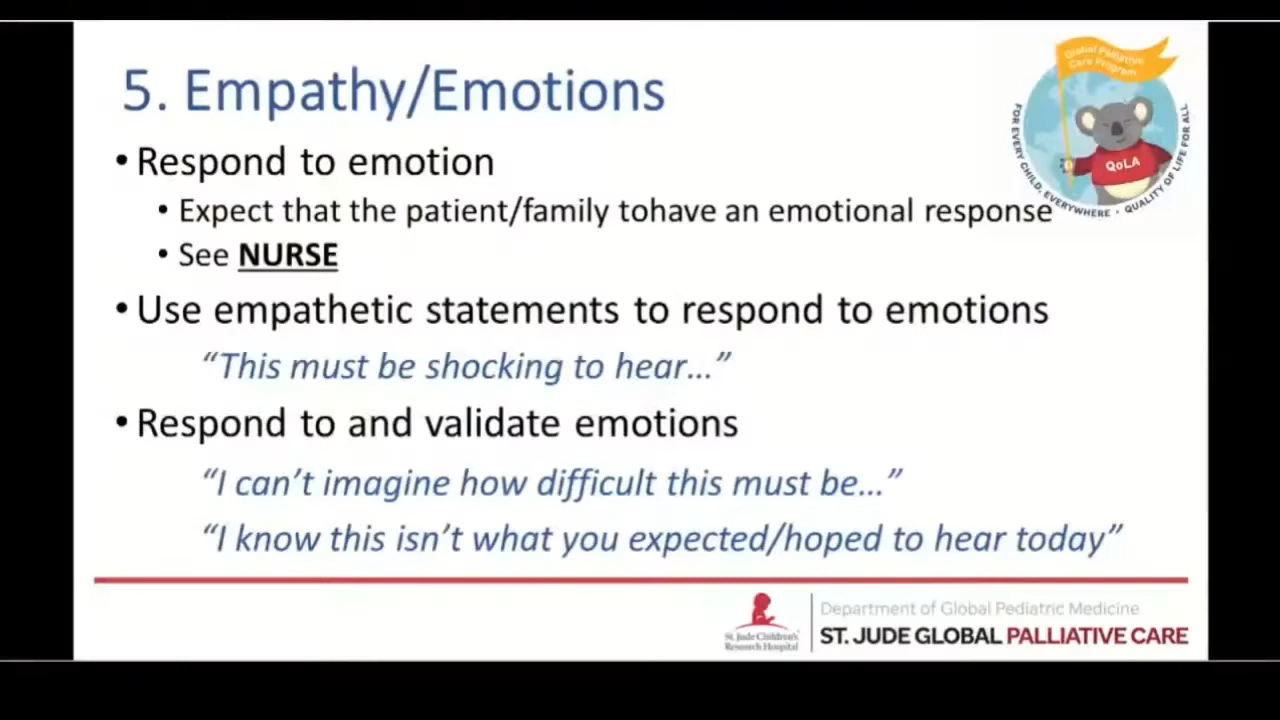 5. Empathy/Emotions
• Respond to emotion
• Expect that the patient/family tohave an emotional response
• See NURSE
• Use empathetic statements to respond to emotions
“This must be shocking to hear…”
• Respond to and validate emotions
“I can’t imagine how difficult this must be…”
“I know this isn’t what you expected/hoped to hear today”
Global Palliative
Care Program
QoLA
FOR EVERY CHILD, EVERYWHERE • QUALITY OF LIFE FOR ALL
St. Jude Children's
Research Hospital
Department of Global Pediatric Medicine
ST. JUDE GLOBAL PALLIATIVE CARE